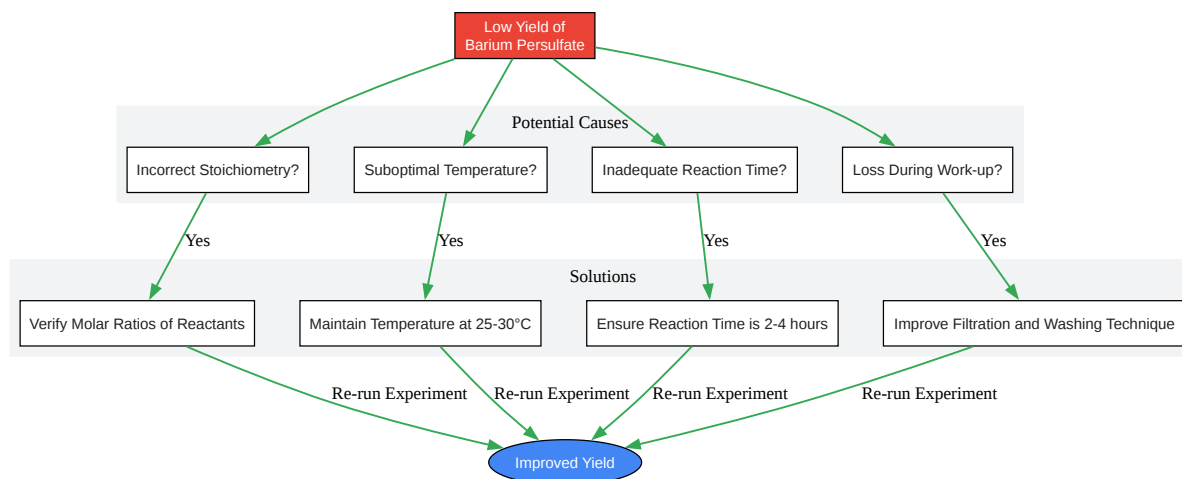 Low Yield of
Barium Persulfate
Potential Causes
Incorrect Stoichiometry?
Suboptimal Temperature?
Inadequate Reaction Time?
Loss During Work-up?
Yes
Yes
Yes
Yes
Solutions
Verify Molar Ratios of Reactants
Maintain Temperature at 25-30°C
Ensure Reaction Time is 2-4 hours
Improve Filtration and Washing Technique
Re-run Experiment
Re-run Experiment
Re-run Experiment
Re-run Experiment
Improved Yield